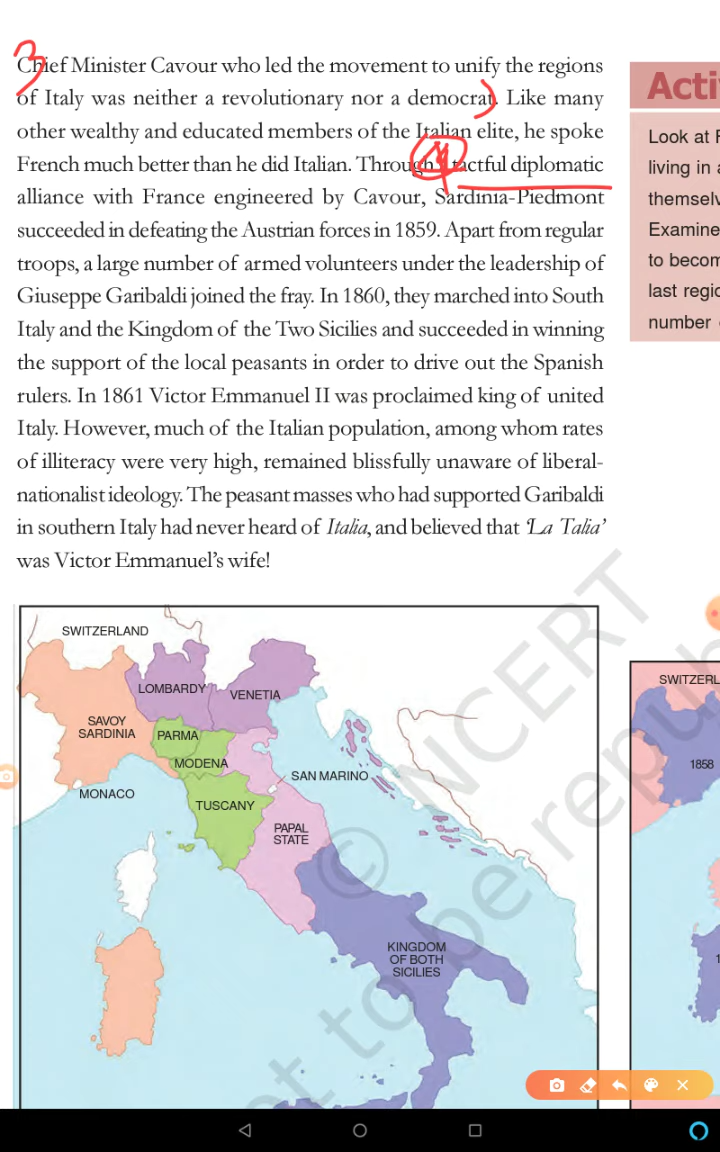 3
Chief Minister Cavour who led the movement to unify the regions
of Italy was neither a revolutionary nor a democrat. Like many
other wealthy and educated members of the Italian elite, he spoke
French much better than he did Italian. Through a tactful diplomatic
alliance with France engineered by Cavour, Sardinia-Piedmont
succeeded in defeating the Austrian forces in 1859. Apart from regular
troops, a large number of armed volunteers under the leadership of
Giuseppe Garibaldi joined the fray. In 1860, they marched into South
Italy and the Kingdom of the Two Sicilies and succeeded in winning
the support of the local peasants in order to drive out the Spanish
rulers. In 1861 Victor Emmanuel II was proclaimed king of united
Italy. However, much of the Italian population, among whom rates
of illiteracy were very high, remained blissfully unaware of liberal-
nationalist ideology. The peasant masses who had supported Garibaldi
in southern Italy had never heard of Italia, and believed that ‘La Talia’
was Victor Emmanuel’s wife!
Acti
Look at F
living in a
themselv
Examine
to becom
last regio
number
SWITZERLAND
LOMBARDY
VENETIA
SAVOY
SARDINIA
PARMA
MODENA
SAN MARINO
MONACO
TUSCANY
PAPAL
STATE
KINGDOM
OF BOTH
SICILIES
SWITZERL
1858
1
© NCERT
not to be republ